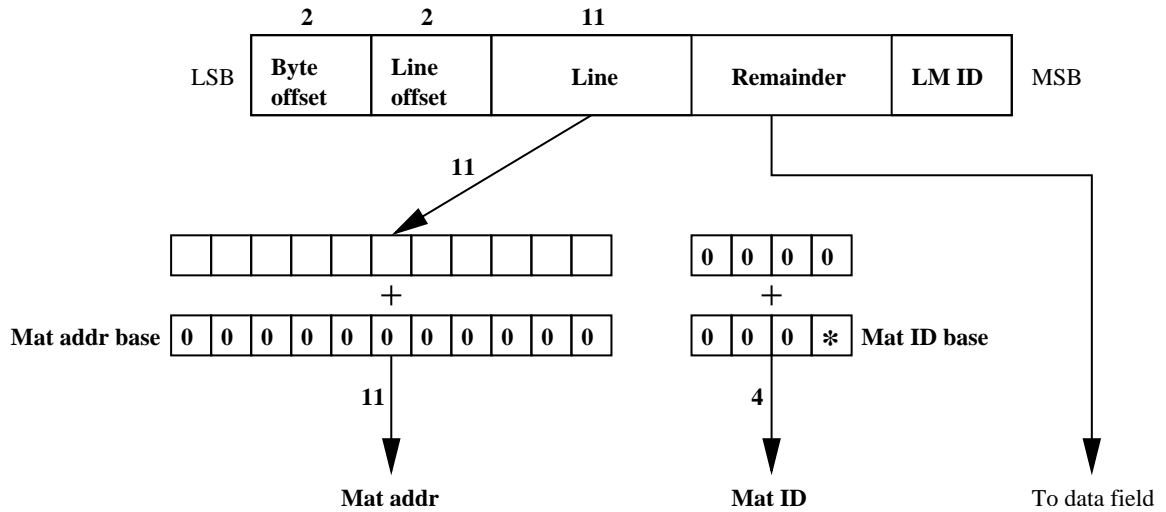 2 2 11
LSB Byte offset Line offset Line Remainder LM ID MSB
11
0 0 0 0
+ +
Mat addr base 0 0 0 0 0 0 0 0 0 0 0 0 0 0 * Mat ID base
11 4
Mat addr Mat ID To data field